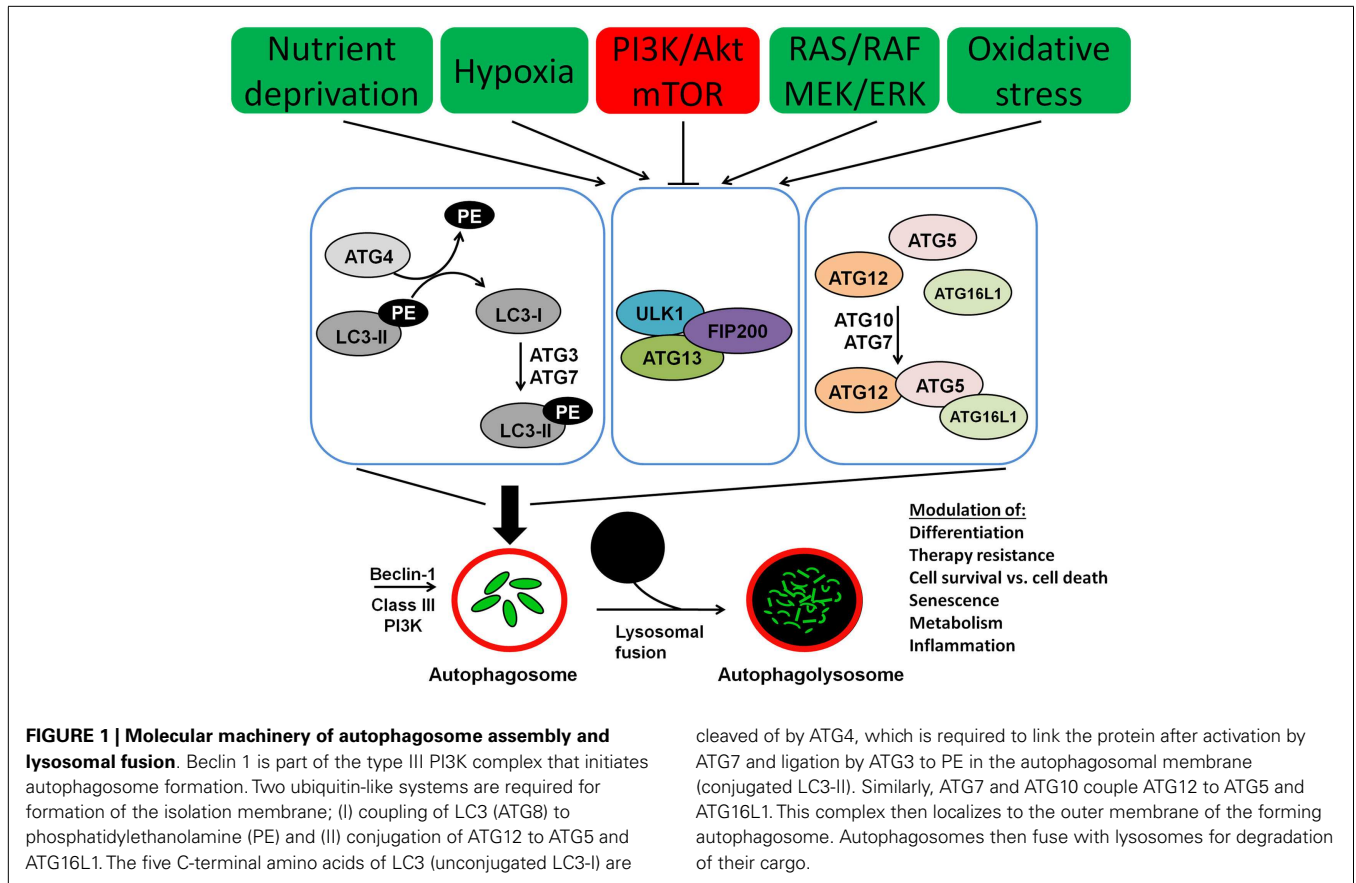 Nutrient
deprivation
Hypoxia
PI3K/Akt
mTOR
RAS/RAF
MEK/ERK
Oxidative
stress
PE
ATG4
PE
LC3-II
LC3-I
ATG3
ATG7
PE
LC3-II
ULK1
FIP200
ATG13
ATG5
ATG12
ATG16L1
ATG10
ATG7
ATG12
ATG5
ATG16L1
Beclin-1
Class III
PI3K
Autophagosome
Lysosomal
fusion
Autophagolysosome
Modulation of:
Differentiation
Therapy resistance
Cell survival vs. cell death
Senescence
Metabolism
Inflammation
FIGURE 1 | Molecular machinery of autophagosome assembly and
lysosomal fusion. Beclin 1 is part of the type III PI3K complex that initiates
autophagosome formation. Two ubiquitin-like systems are required for
formation of the isolation membrane; (I) coupling of LC3 (ATG8) to
phosphatidylethanolamine (PE) and (II) conjugation of ATG12 to ATG5 and
ATG16L1. The five C-terminal amino acids of LC3 (unconjugated LC3-I) are
cleaved of by ATG4, which is required to link the protein after activation by
ATG7 and ligation by ATG3 to PE in the autophagosomal membrane
(conjugated LC3-II). Similarly, ATG7 and ATG10 couple ATG12 to ATG5 and
ATG16L1. This complex then localizes to the outer membrane of the forming
autophagosome. Autophagosomes then fuse with lysosomes for degradation
of their cargo.